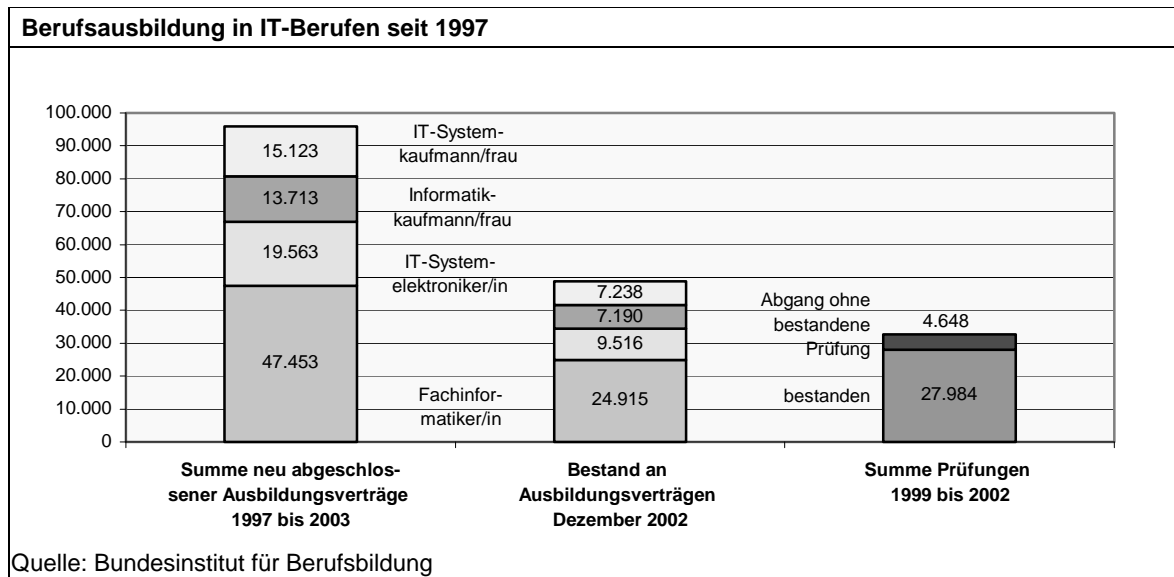 Berufsausbildung in IT-Berufen seit 1997
100.000
90.000
80.000
70.000
60.000
50.000
40.000
30.000
20.000
10.000
0
15.123
13.713
19.563
47.453
IT-System-
kaufmann/frau
Informatik-
kaufmann/frau
IT-System-
elektroniker/in
Fachinfor-
matiker/in
7.238
7.190
9.516
24.915
Abgang ohne
bestandene
Prüfung
bestanden
4.648
27.984
Summe neu abgeschlos-
sener Ausbildungsverträge
1997 bis 2003
Bestand an
Ausbildungsverträgen
Dezember 2002
Summe Prüfungen
1999 bis 2002
Quelle: Bundesinstitut für Berufsbildung